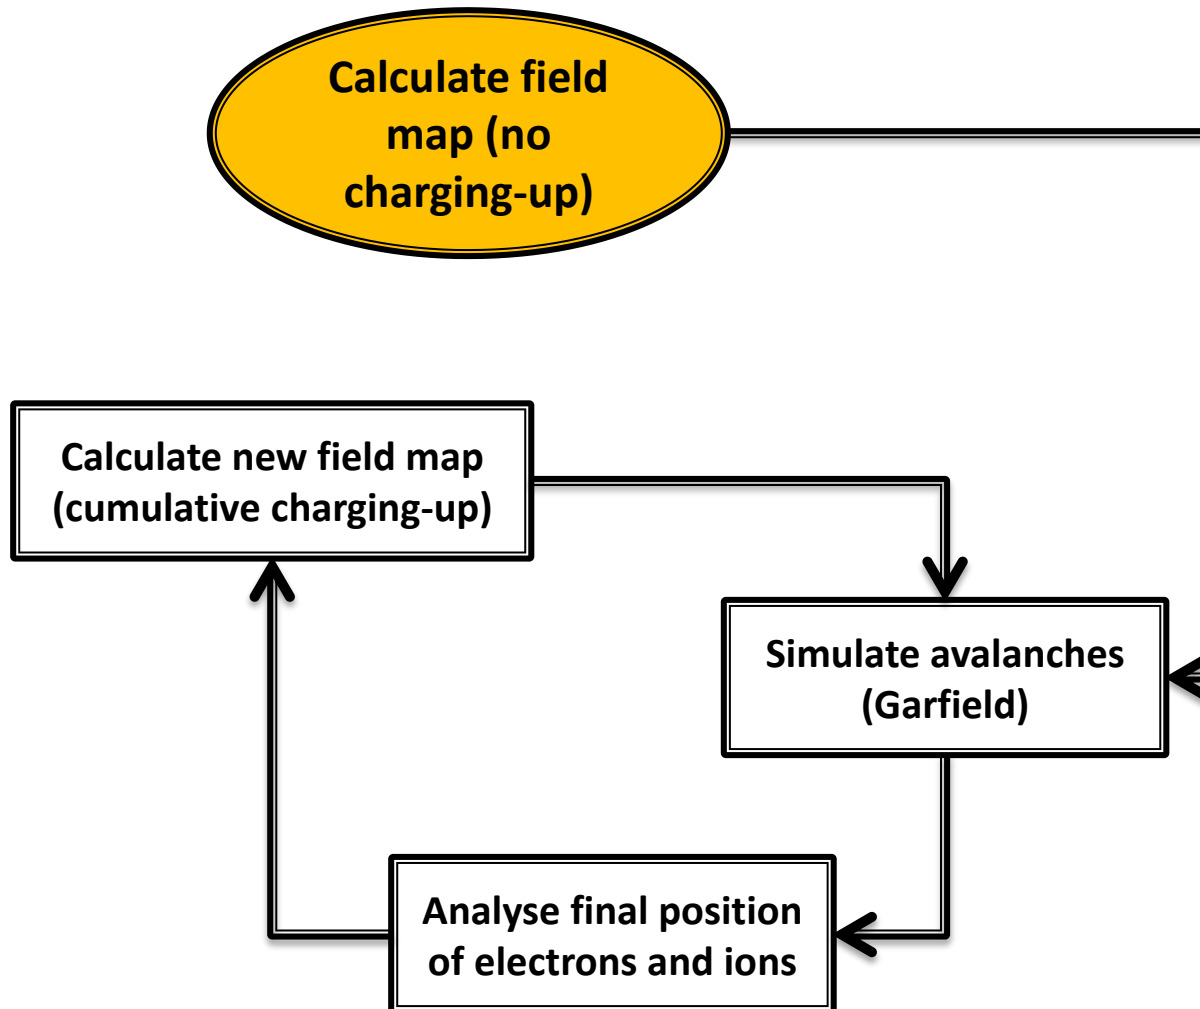 Calculate field
map (no
charging-up)
Calculate new field map
(cumulative charging-up)
Simulate avalanches
(Garfield)
Analyse final position
of electrons and ions